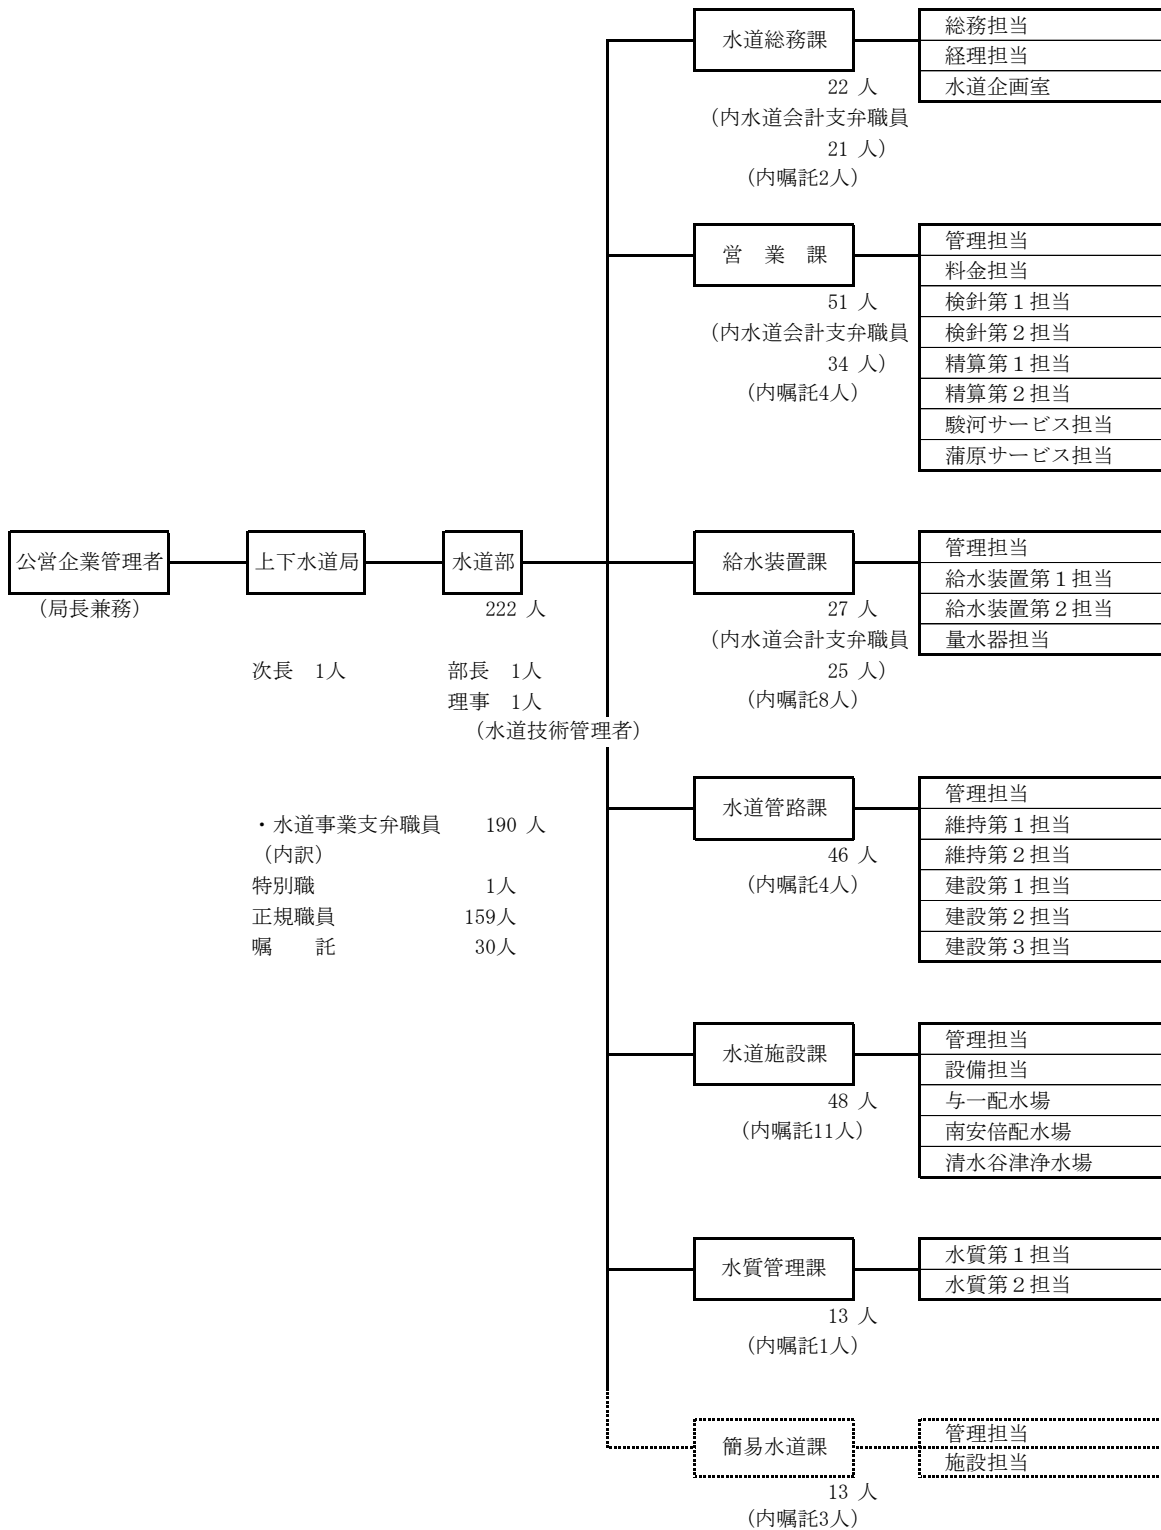 公営企業管理者
（局長兼務）
上下水道局
次長　1人
水道部
222 人
部長　1人
理事　1人
（水道技術管理者）
・水道事業支弁職員　190 人
（内訳）
特別職　1人
正規職員　159人
嘱　託　30人
水道総務課
22 人
（内水道会計支弁職員
21 人）
（内嘱託2人）
総務担当
経理担当
水道企画室
営　業　課
51 人
（内水道会計支弁職員
34 人）
（内嘱託4人）
管理担当
料金担当
検針第１担当
検針第２担当
精算第１担当
精算第２担当
駿河サービス担当
蒲原サービス担当
給水装置課
27 人
（内水道会計支弁職員
25 人）
（内嘱託8人）
管理担当
給水装置第１担当
給水装置第２担当
量水器担当
水道管路課
46 人
（内嘱託4人）
管理担当
維持第１担当
維持第２担当
建設第１担当
建設第２担当
建設第３担当
水道施設課
48 人
（内嘱託11人）
管理担当
設備担当
与一配水場
南安倍配水場
清水谷津浄水場
水質管理課
13 人
（内嘱託1人）
水質第１担当
水質第２担当
簡易水道課
13 人
（内嘱託3人）
管理担当
施設担当